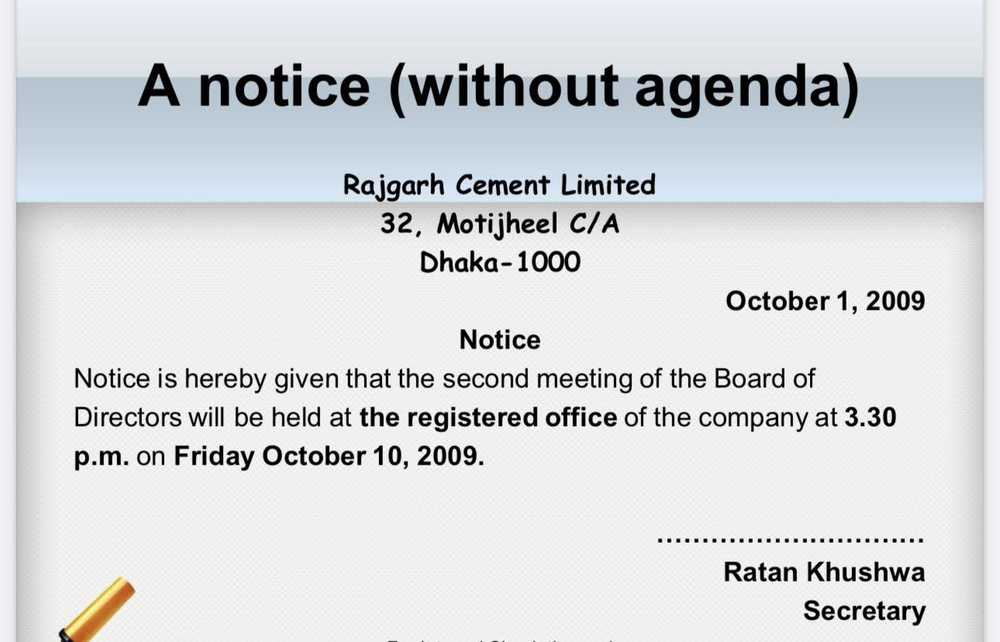 A notice (without agenda)
Rajgarh Cement Limited
32, Motijheel C/A
Dhaka-1000
October 1, 2009
Notice
Notice is hereby given that the second meeting of the Board of
Directors will be held at the registered office of the company at 3.30
p.m. on Friday October 10, 2009.
..............................
Ratan Khushwa
Secretary